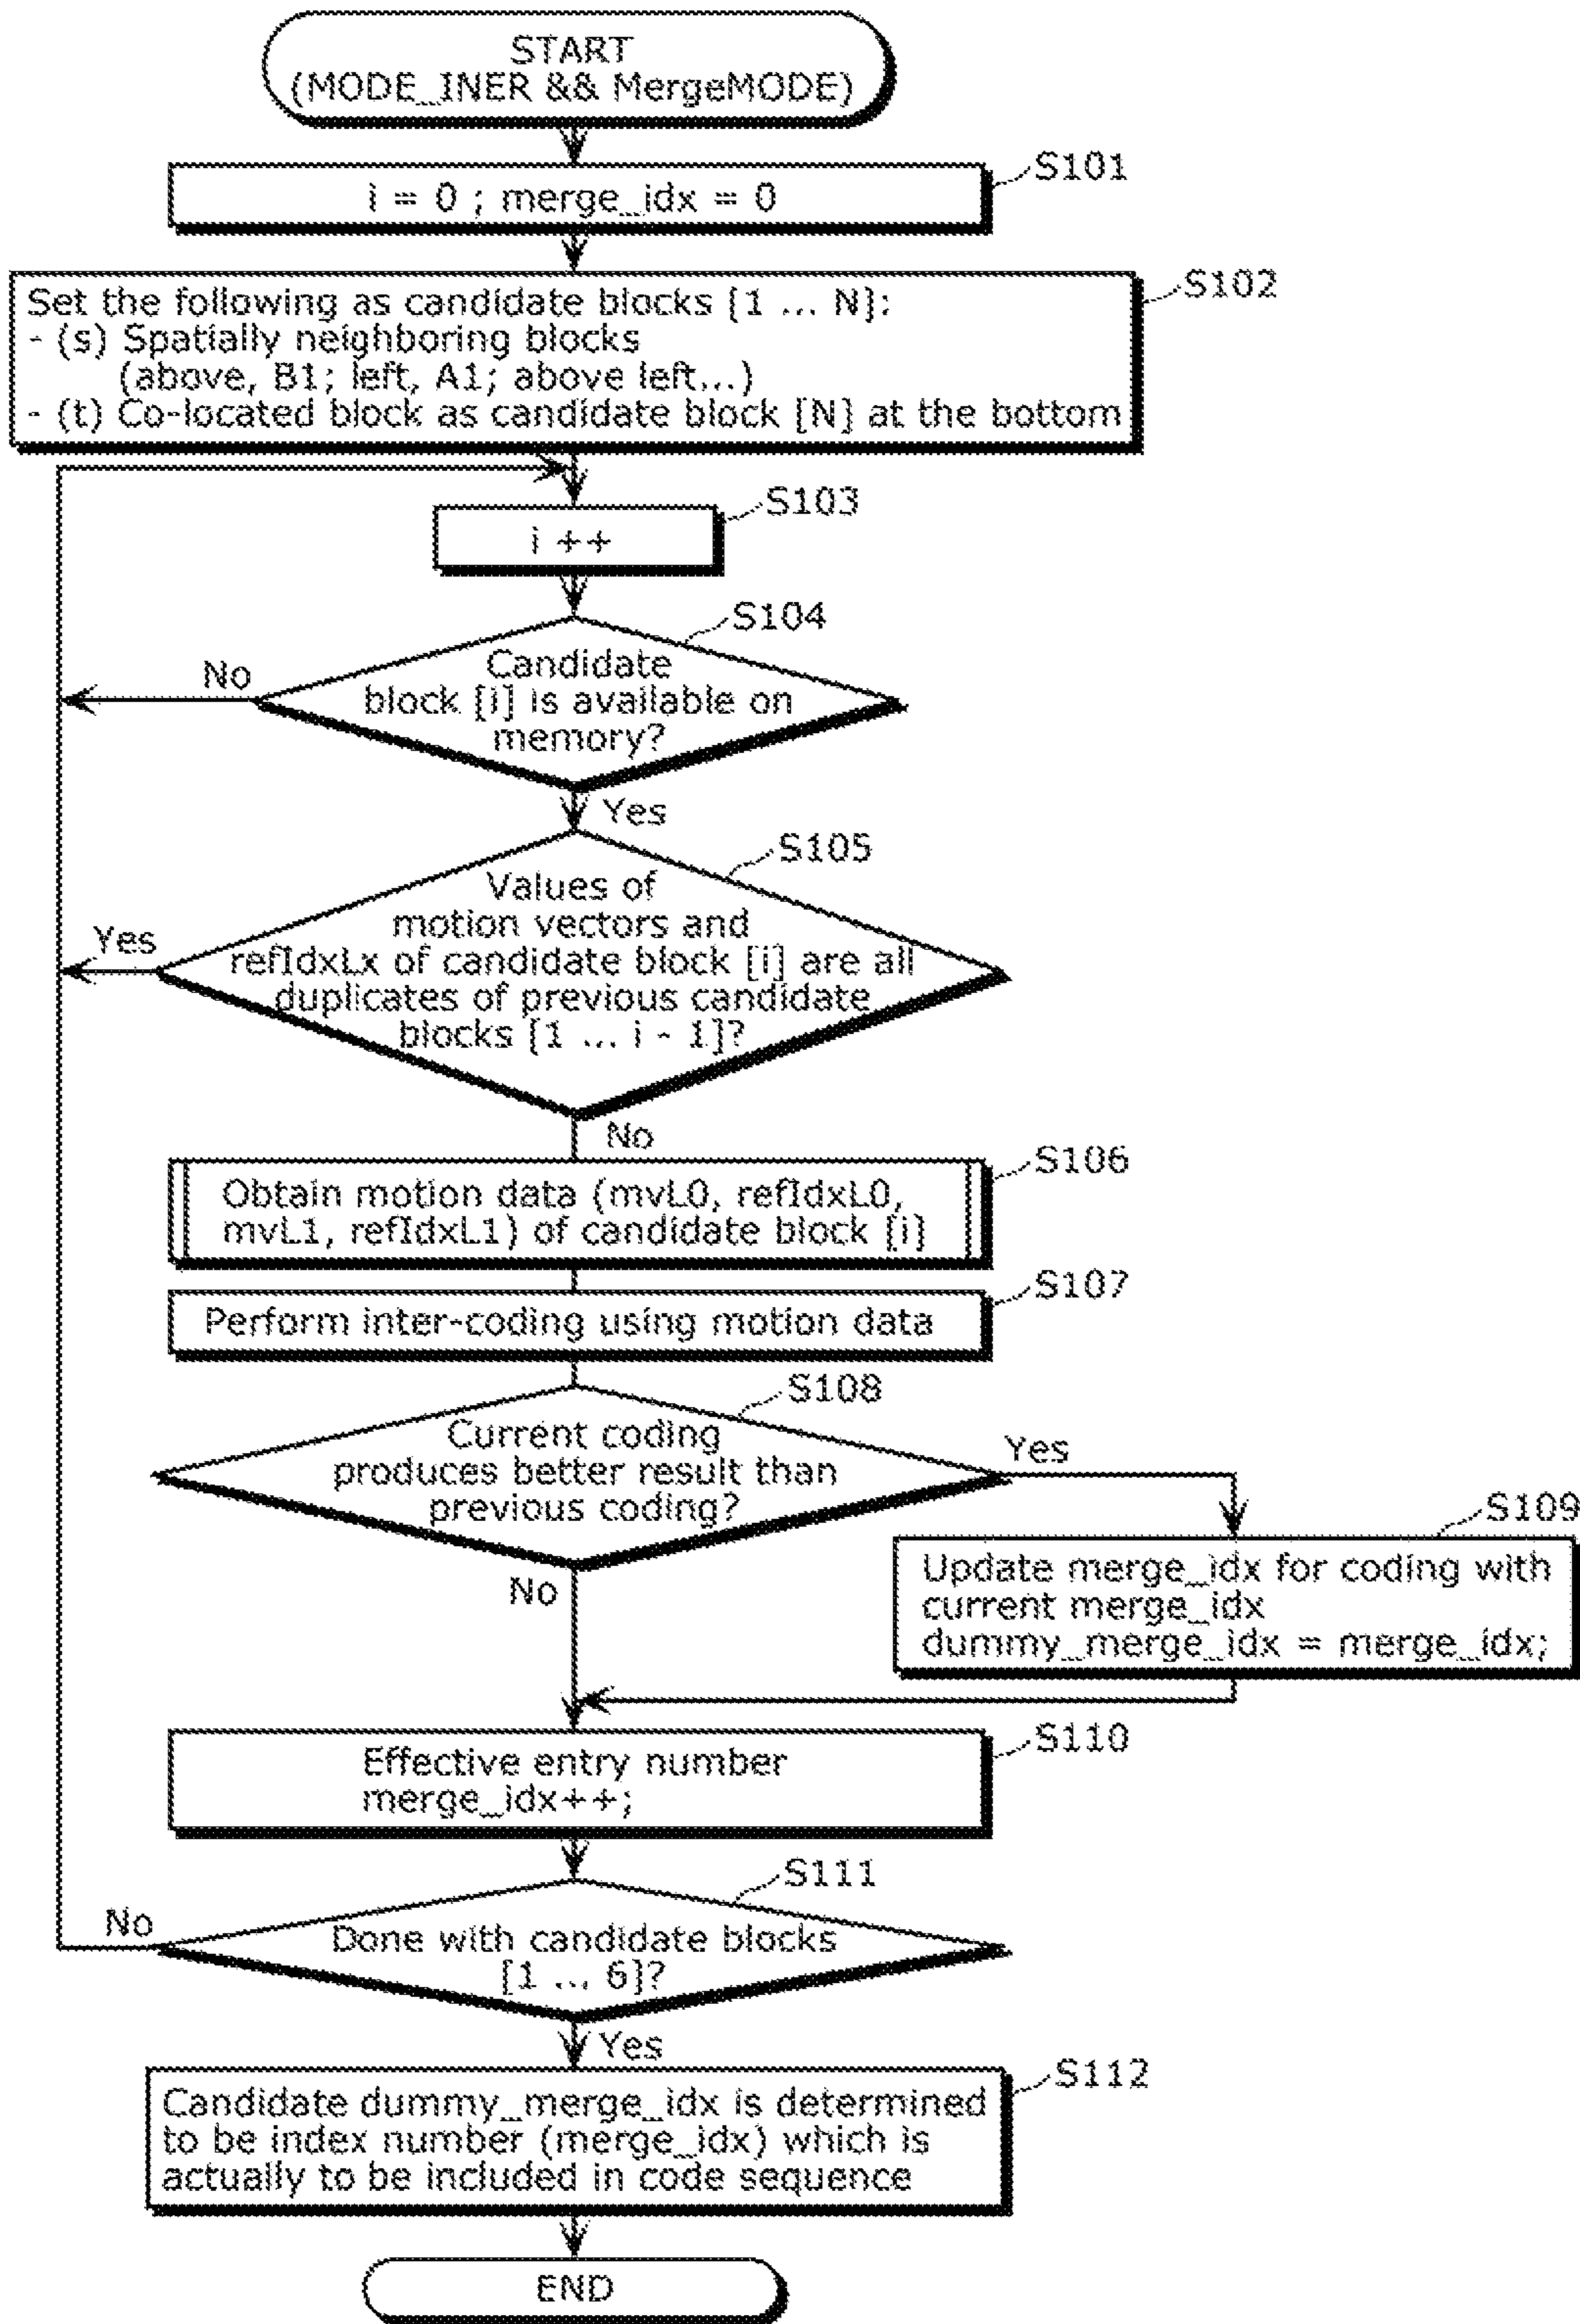 START
(MODE_INER && MergeMODE)
S101
i = 0 ; merge_idx = 0
S102
Set the following as candidate blocks [1 ... N]:
- (s) Spatially neighboring blocks
(above, B1; left, A1; above left...)
- (t) Co-located block as candidate block [N] at the bottom
S103
i ++
S104
Candidate
block [i] is available on
memory?
No
Yes
S105
Values of
motion vectors and
refIdxLx of candidate block [i] are all
duplicates of previous candidate
blocks [1 ... i - 1]?
Yes
No
S106
Obtain motion data (mvL0, refIdxL0,
mvL1, refIdxL1) of candidate block [i]
S107
Perform inter-coding using motion data
S108
Current coding
produces better result than
previous coding?
Yes
No
S109
Update merge_idx for coding with
current merge_idx
dummy_merge_idx = merge_idx;
S110
Effective entry number
merge_idx++;
S111
Done with candidate blocks
[1 ... 6]?
No
Yes
S112
Candidate dummy_merge_idx is determined
to be index number (merge_idx) which is
actually to be included in code sequence
END